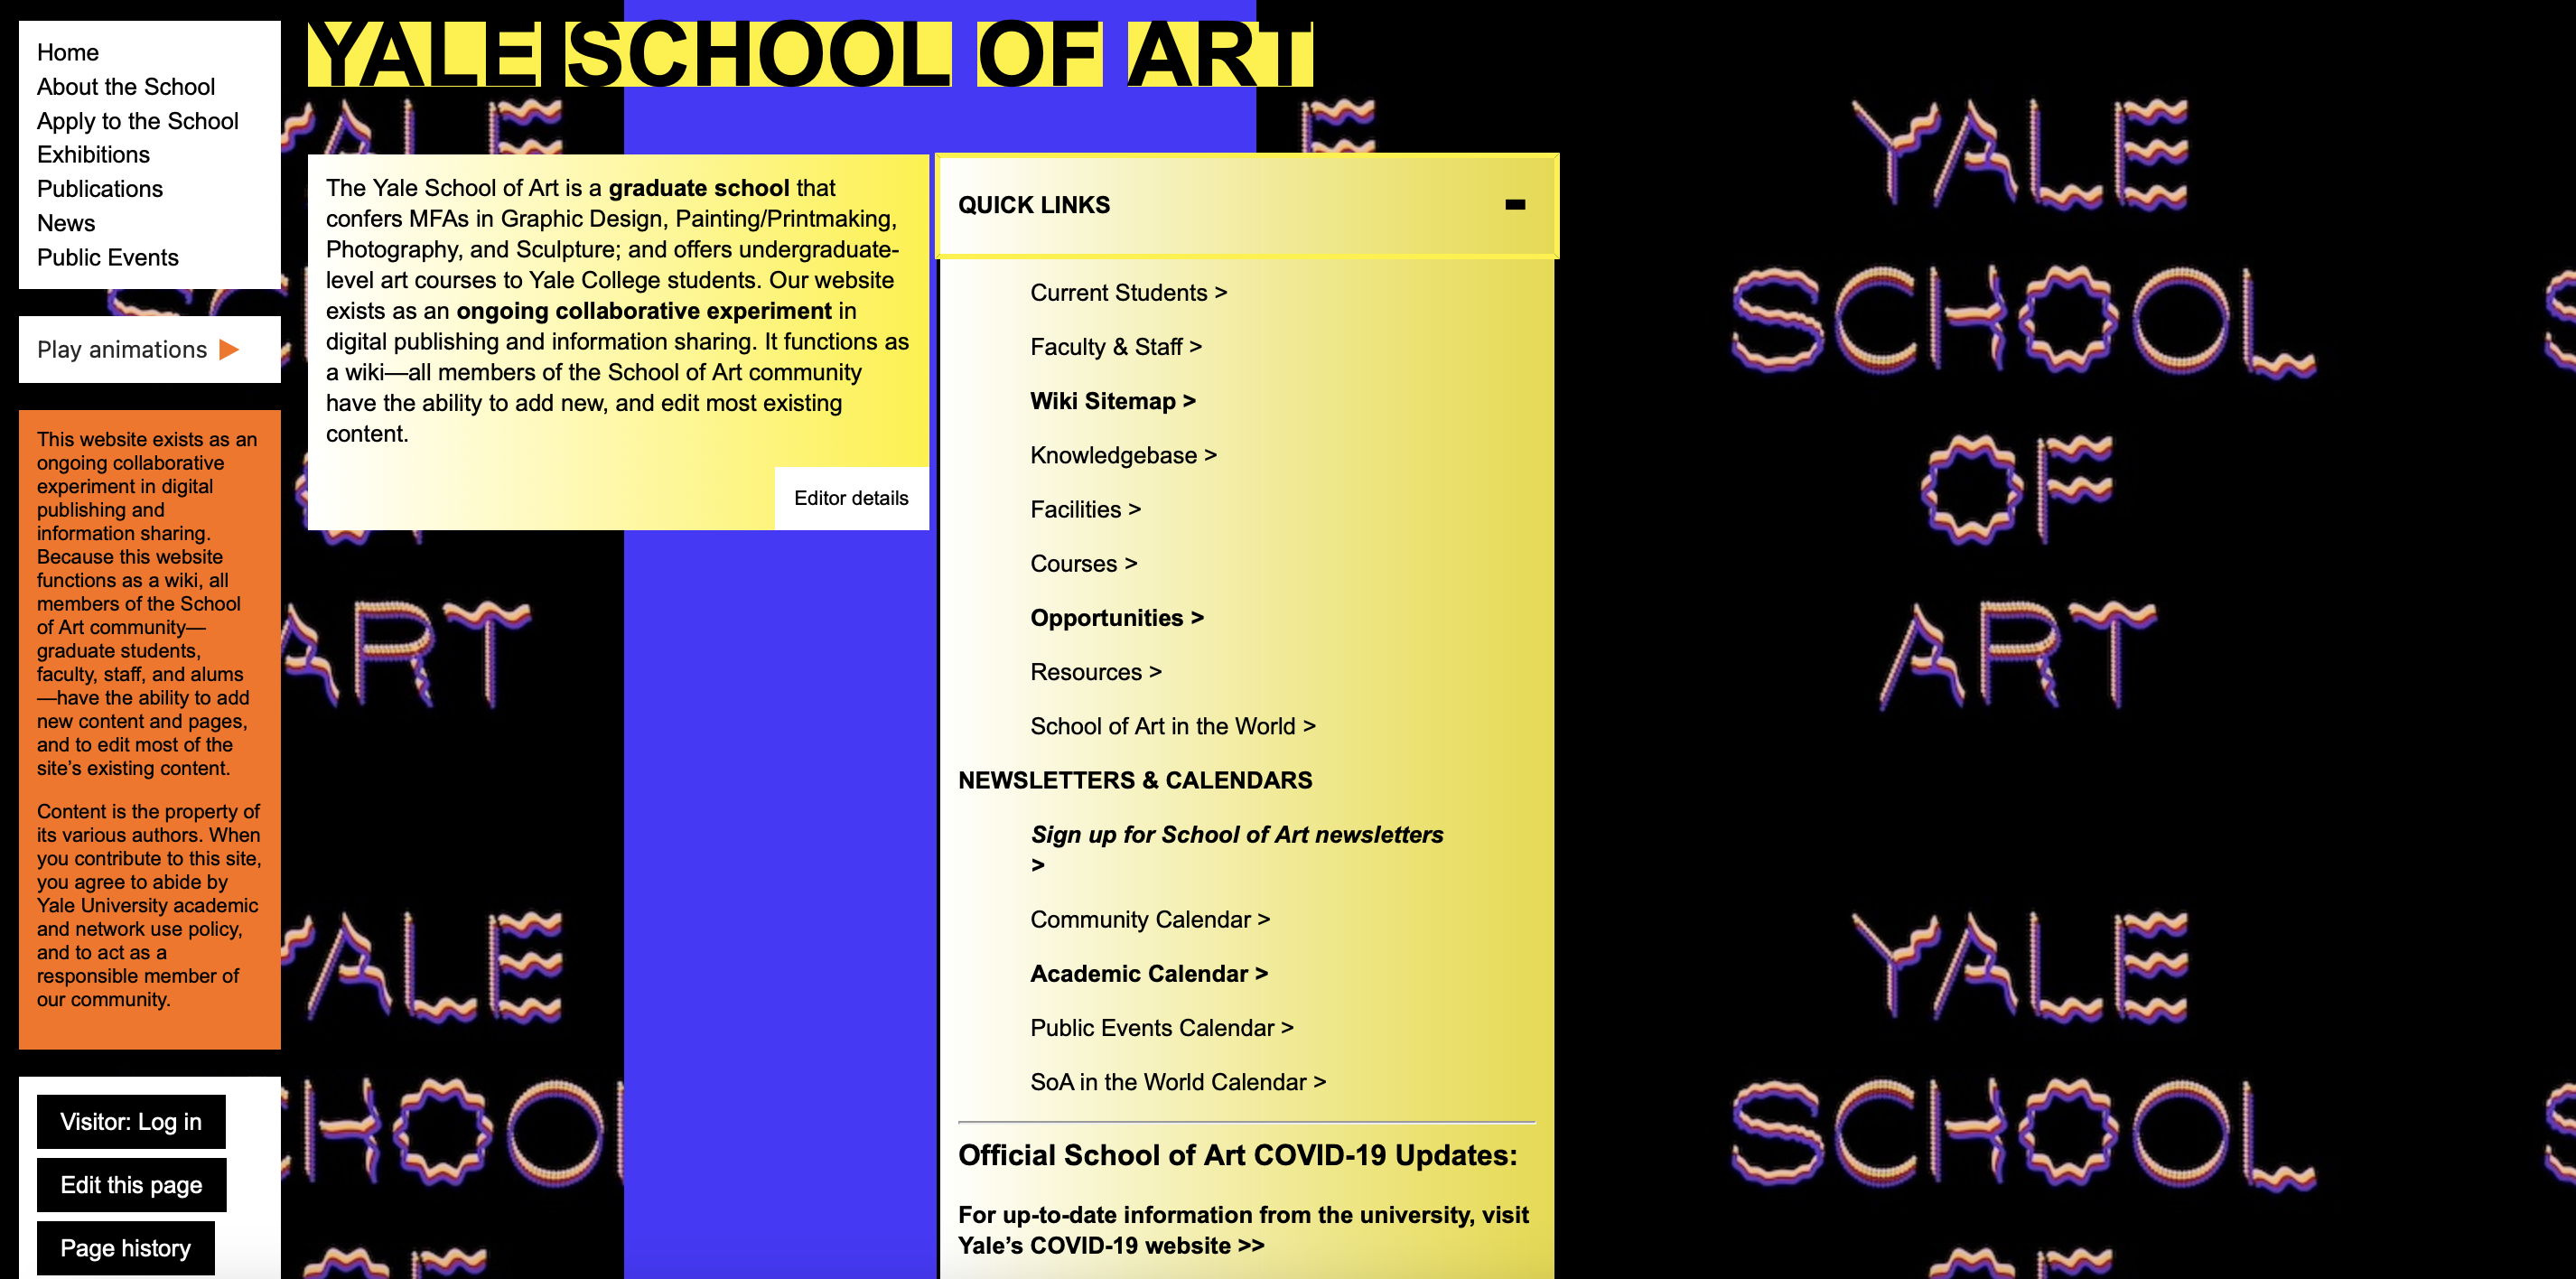 YALE SCHOOL OF ART
Home
About the School
Apply to the School
Exhibitions
Publications
News
Public Events
Play animations
This website exists as an
ongoing collaborative
experiment in digital
publishing and
information sharing.
Because this website
functions as a wiki, all
members of the School
of Art community—
graduate students,
faculty, staff, and alums
—have the ability to add
new content and pages,
and to edit most of the
site’s existing content.
Content is the property of
its various authors. When
you contribute to this site,
you agree to abide by
Yale University academic
and network use policy,
and to act as a
responsible member of
our community.
Visitor: Log in
Edit this page
Page history
The Yale School of Art is a graduate school that
confers MFAs in Graphic Design, Painting/Printmaking,
Photography, and Sculpture; and offers undergraduate-
level art courses to Yale College students. Our website
exists as an ongoing collaborative experiment in
digital publishing and information sharing. It functions as
a wiki—all members of the School of Art community
have the ability to add new, and edit most existing
content.
Editor details
QUICK LINKS
Current Students >
Faculty & Staff >
Wiki Sitemap >
Knowledgebase >
Facilities >
Courses >
Opportunities >
Resources >
School of Art in the World >
NEWSLETTERS & CALENDARS
Sign up for School of Art newsletters
>
Community Calendar >
Academic Calendar >
Public Events Calendar >
SoA in the World Calendar >
Official School of Art COVID-19 Updates:
For up-to-date information from the university, visit
Yale’s COVID-19 website >>
YALE
SCHOOL
OF
ART
YALE
SCHOOL
ART